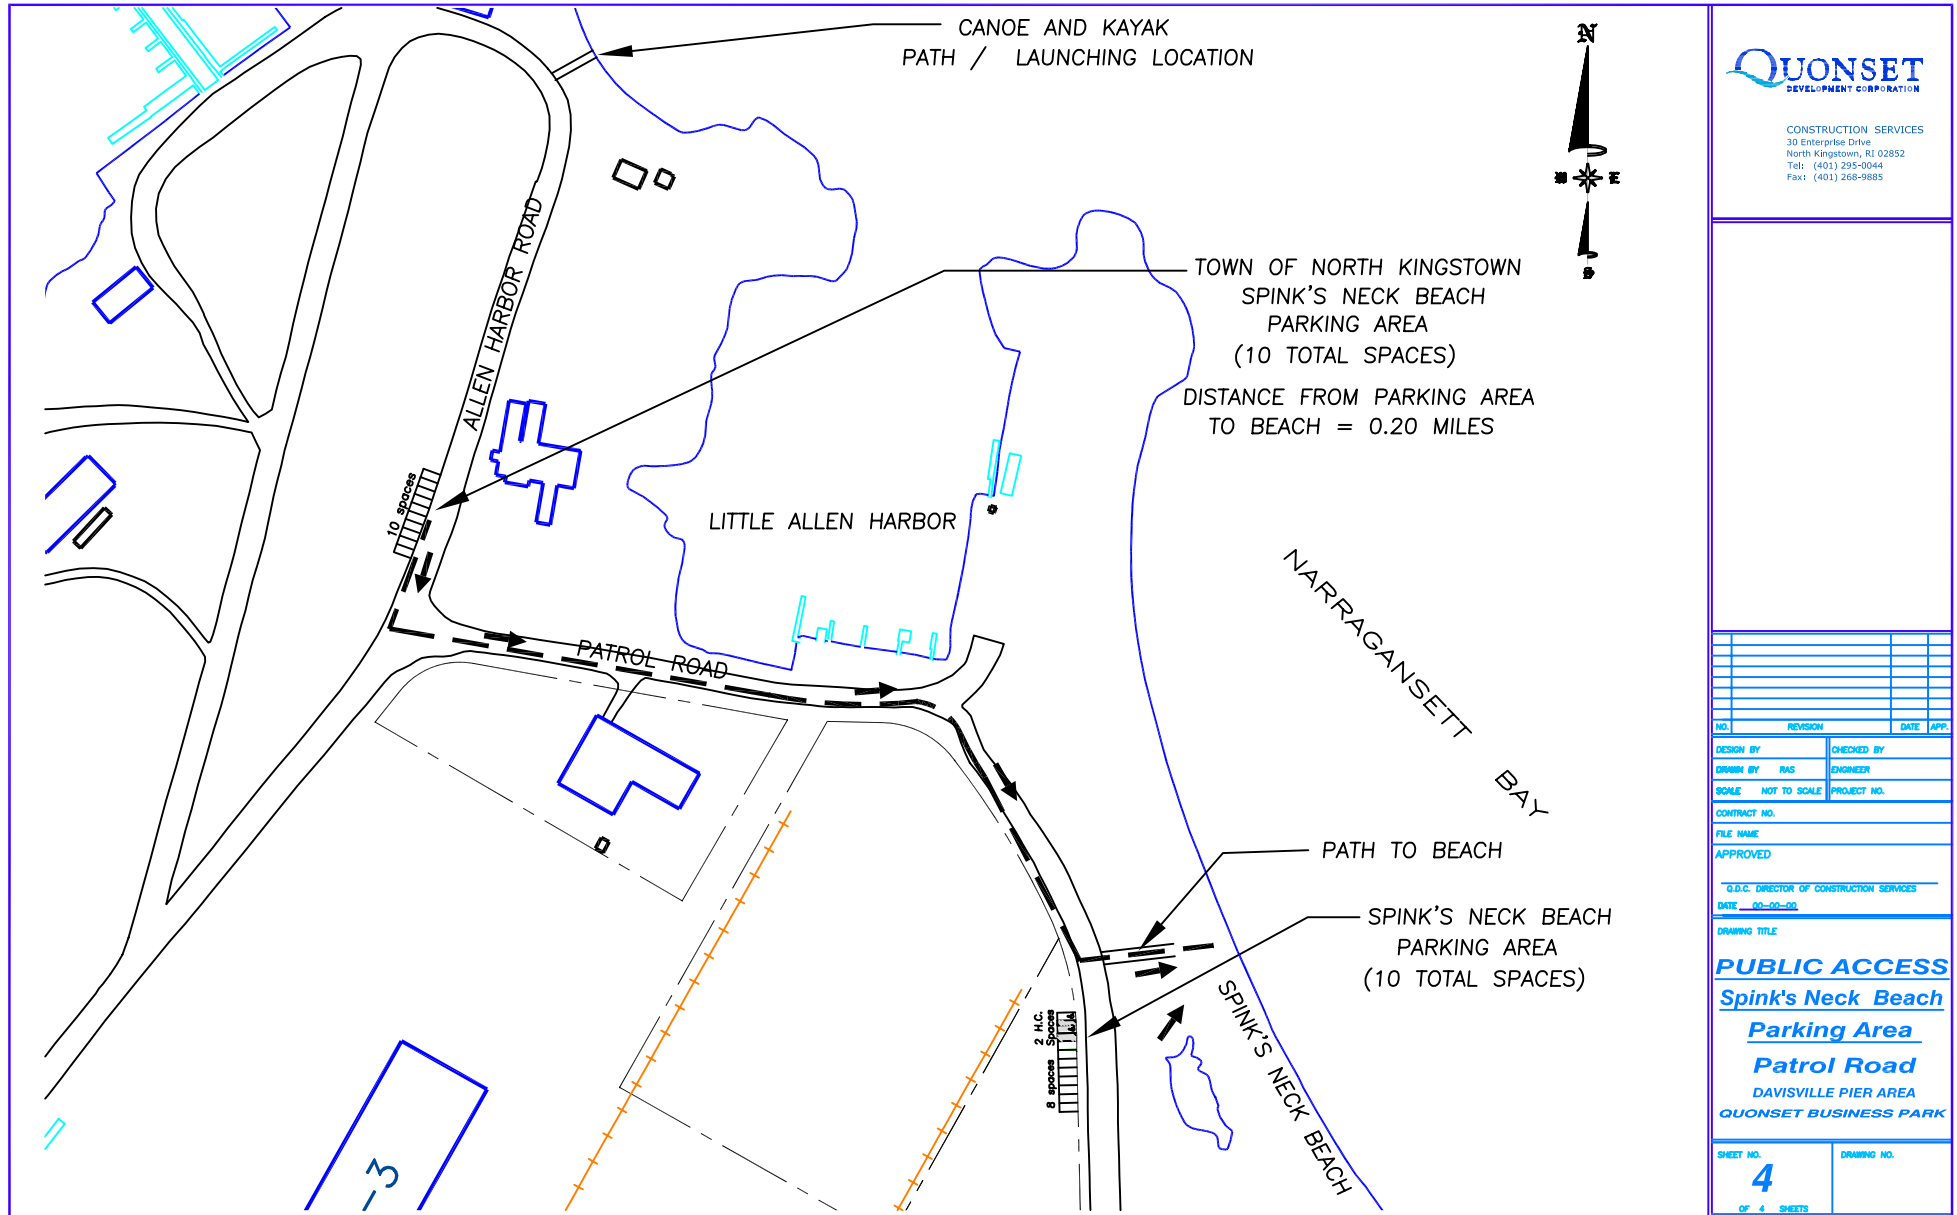 CANOE AND KAYAK
PATH / LAUNCHING LOCATION
N
E
S
TOWN OF NORTH KINGSTOWN
SPINK'S NECK BEACH
PARKING AREA
(10 TOTAL SPACES)
DISTANCE FROM PARKING AREA
TO BEACH = 0.20 MILES
ALLEN HARBOR ROAD
10 spaces
LITTLE ALLEN HARBOR
NARRAGANSETT BAY
PATROL ROAD
PATH TO BEACH
SPINK'S NECK BEACH
PARKING AREA
(10 TOTAL SPACES)
2 H.C.
Spaces
8 spaces
SPINK'S NECK BEACH
-3
QUONSET
DEVELOPMENT CORPORATION
CONSTRUCTION SERVICES
30 Enterprise Drive
North Kingstown, RI 02852
Tel: (401) 295-0044
Fax: (401) 268-9885
NO. REVISION DATE APP.
DESIGN BY CHECKED BY
DRAWN BY RAS ENGINEER
SCALE NOT TO SCALE PROJECT NO.
CONTRACT NO.
FILE NAME
APPROVED
Q.D.C. DIRECTOR OF CONSTRUCTION SERVICES
DATE 00-00-00
DRAWING TITLE
PUBLIC ACCESS
Spink's Neck Beach
Parking Area
Patrol Road
DAVISVILLE PIER AREA
QUONSET BUSINESS PARK
SHEET NO. DRAWING NO.
4
OF 4 SHEETS